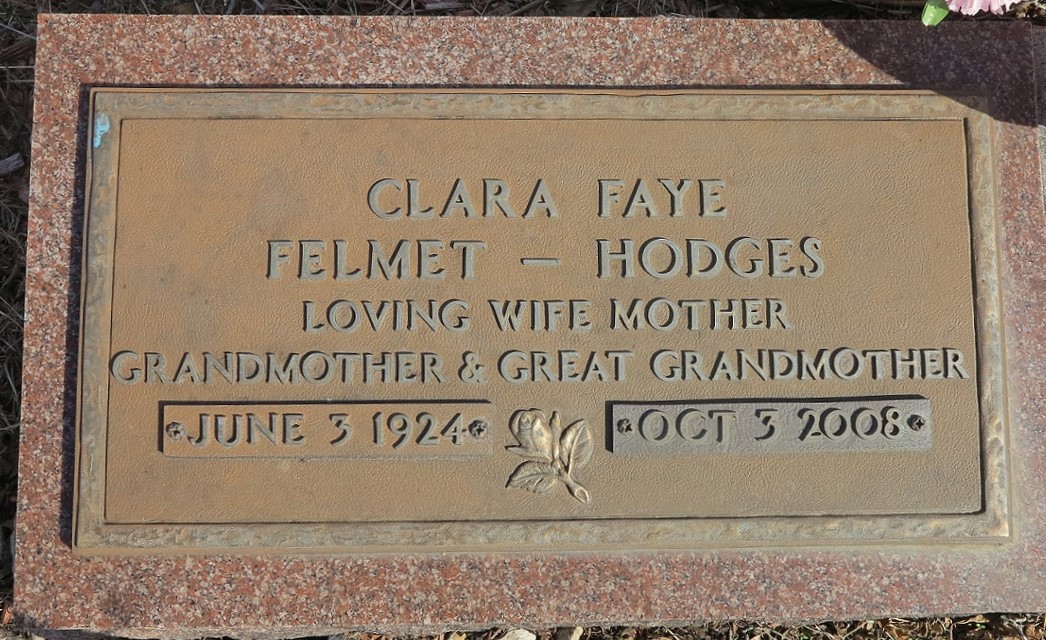 CLARA FAYE
FELMET - HODGES
LOVING WIFE MOTHER
GRANDMOTHER & GREAT GRANDMOTHER
JUNE 3 1924 OCT 3 2008